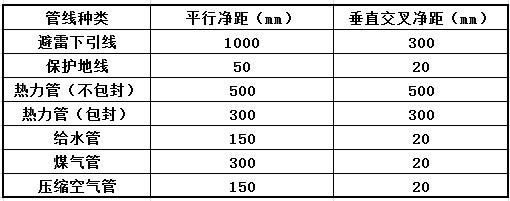 管线种类 平行净距（mm） 垂直交叉净距（mm）
避雷下引线 1000 300
保护地线 50 20
热力管（不包封） 500 500
热力管（包封） 300 300
给水管 150 20
煤气管 300 20
压缩空气管 150 20